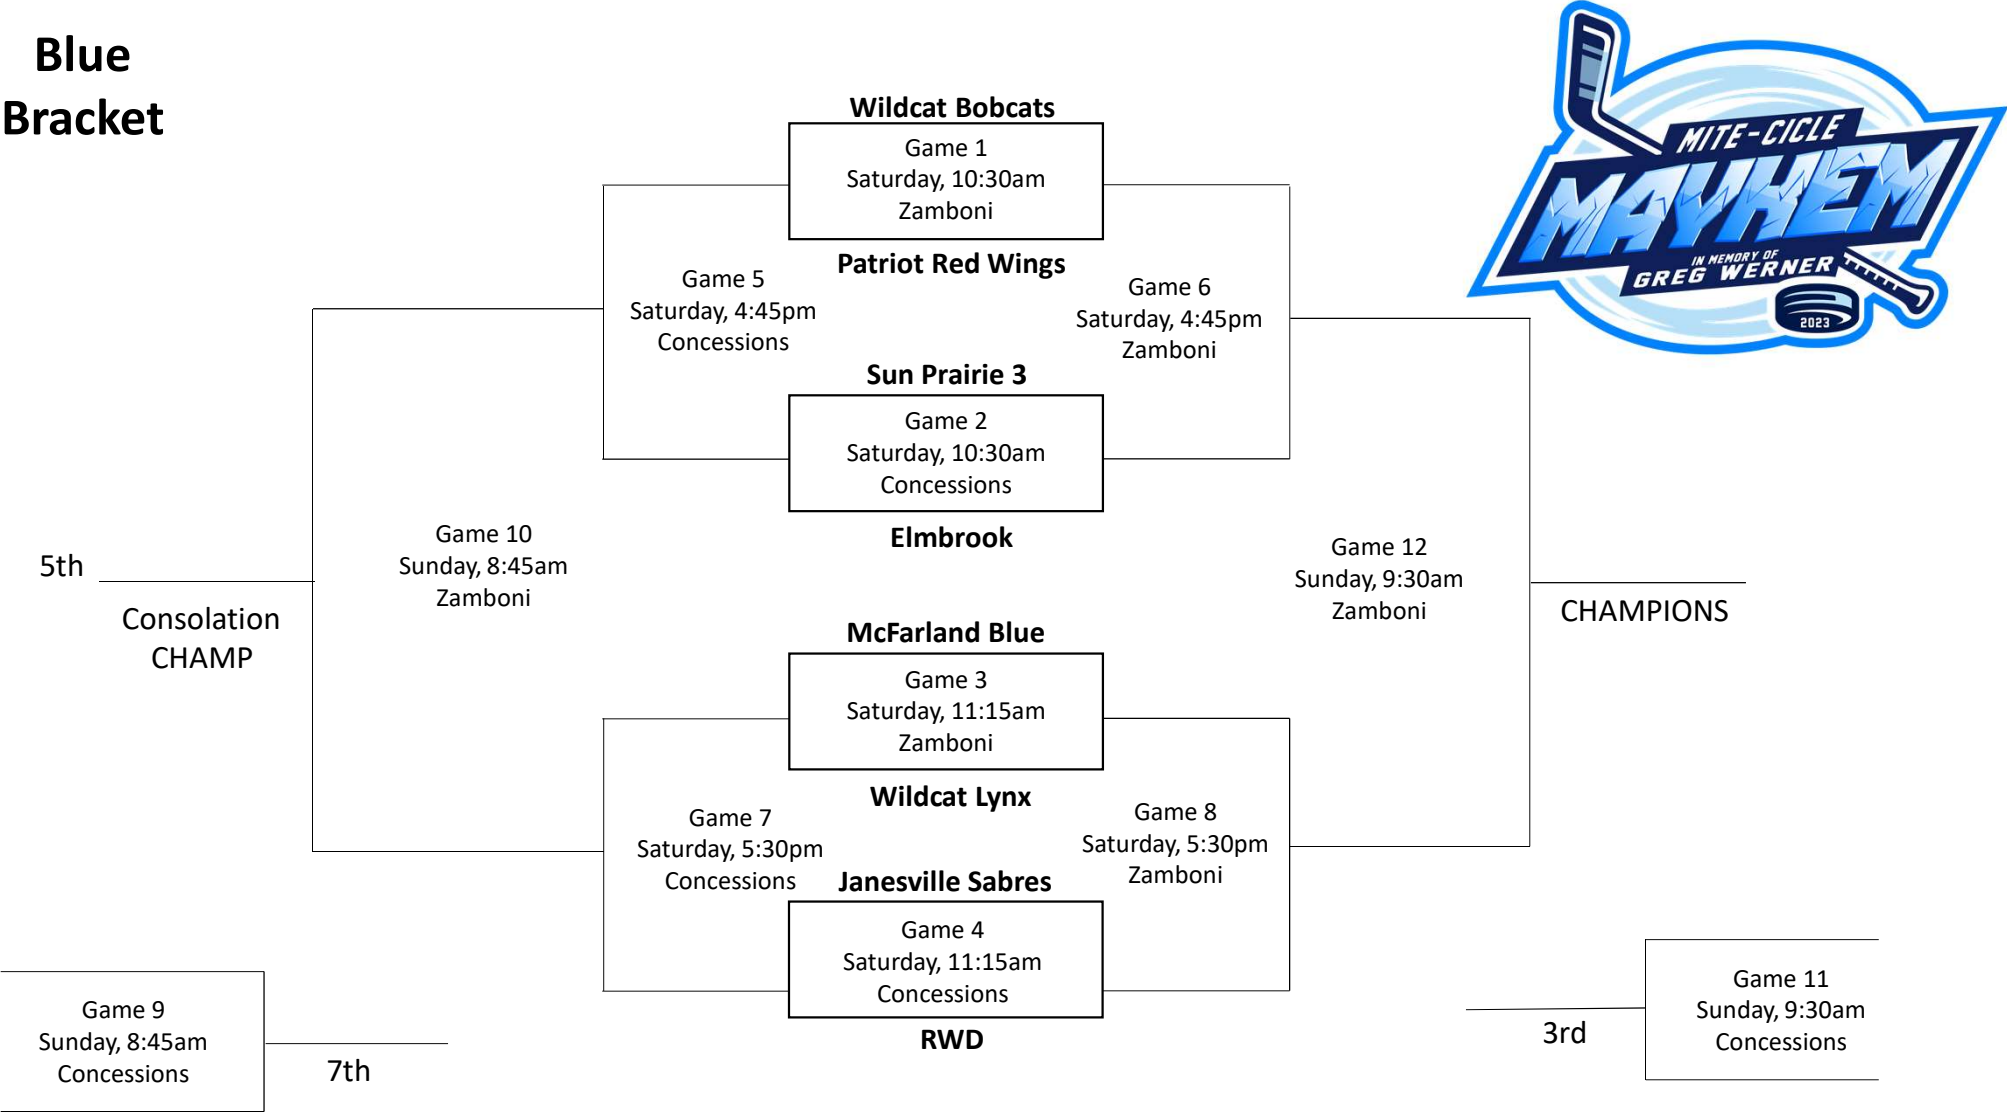 Blue
Bracket
MITE-CICLE
MAYHEM
IN MEMORY OF
GREG WERNER
2023
Wildcat Bobcats
Game 1
Saturday, 10:30am
Zamboni
Patriot Red Wings
Game 5
Saturday, 4:45pm
Concessions
Game 6
Saturday, 4:45pm
Zamboni
Sun Prairie 3
Game 2
Saturday, 10:30am
Concessions
Elmbrook
Game 10
Sunday, 8:45am
Zamboni
Game 12
Sunday, 9:30am
Zamboni
5th
Consolation
CHAMP
CHAMPIONS
McFarland Blue
Game 3
Saturday, 11:15am
Zamboni
Wildcat Lynx
Game 7
Saturday, 5:30pm
Concessions
Game 8
Saturday, 5:30pm
Zamboni
Janesville Sabres
Game 4
Saturday, 11:15am
Concessions
RWD
Game 9
Sunday, 8:45am
Concessions
7th
3rd
Game 11
Sunday, 9:30am
Concessions